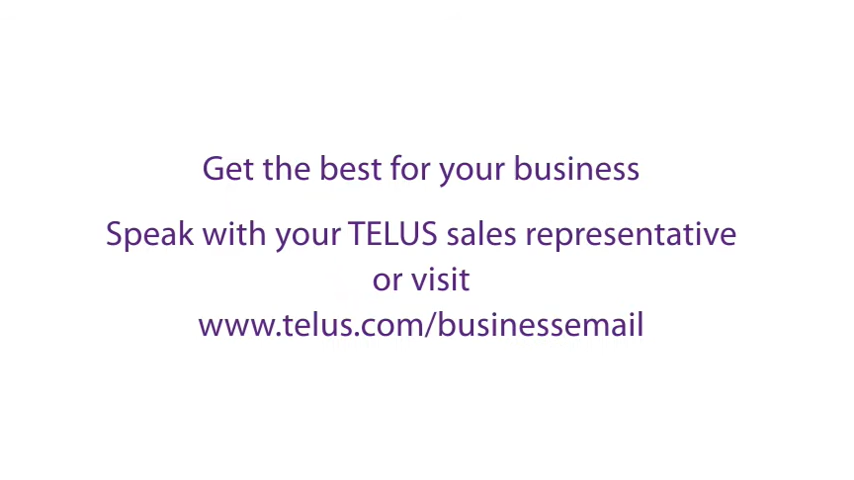 Get the best for your business
Speak with your TELUS sales representative
or visit
www.telus.com/businessemail